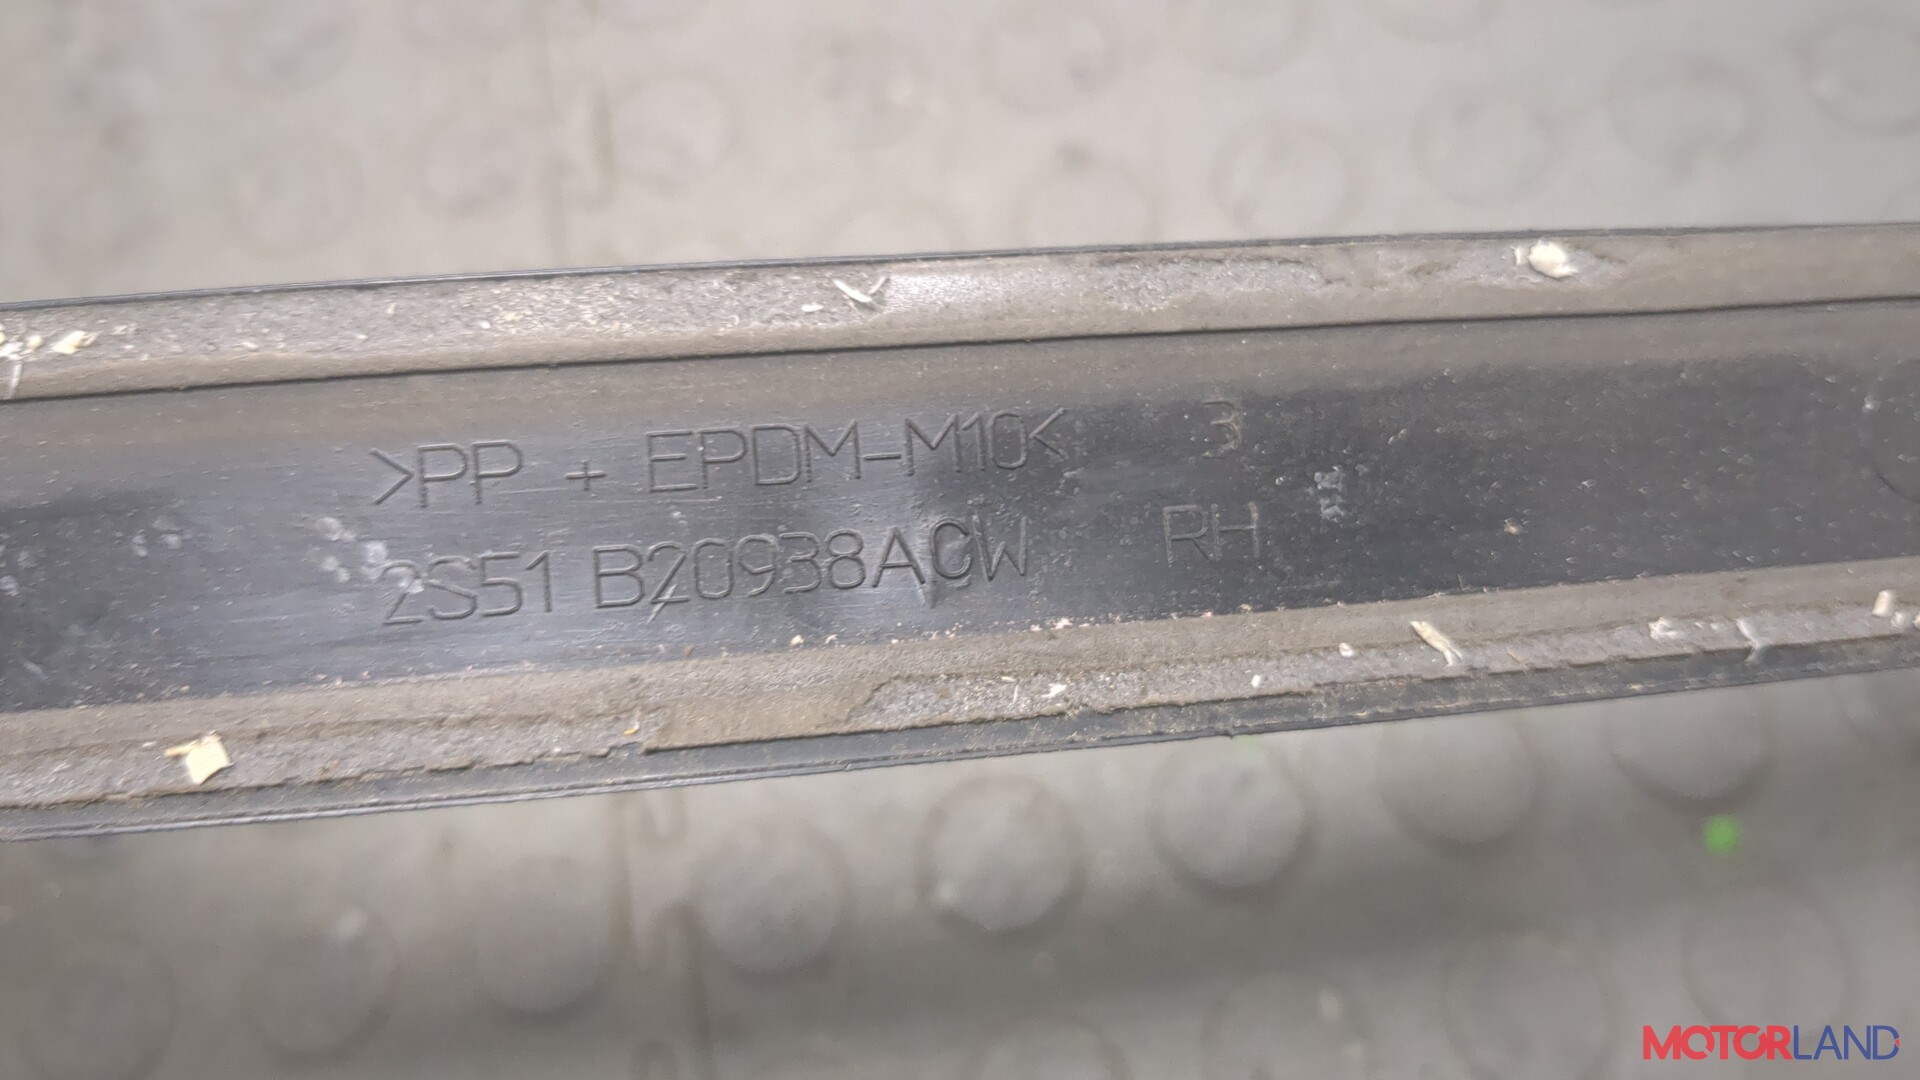 >PP + EPDM-M10< 3
2S51 B20938ACW RH
MOTORLAND